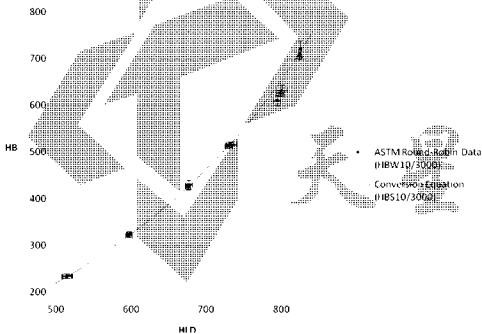 800
700
600
HB
500
400
300
200
500 600 700 800
HLD
ASTM Round-Robin Data
(HBW10/3000)
Conversion Equation
(HBS10/3000)